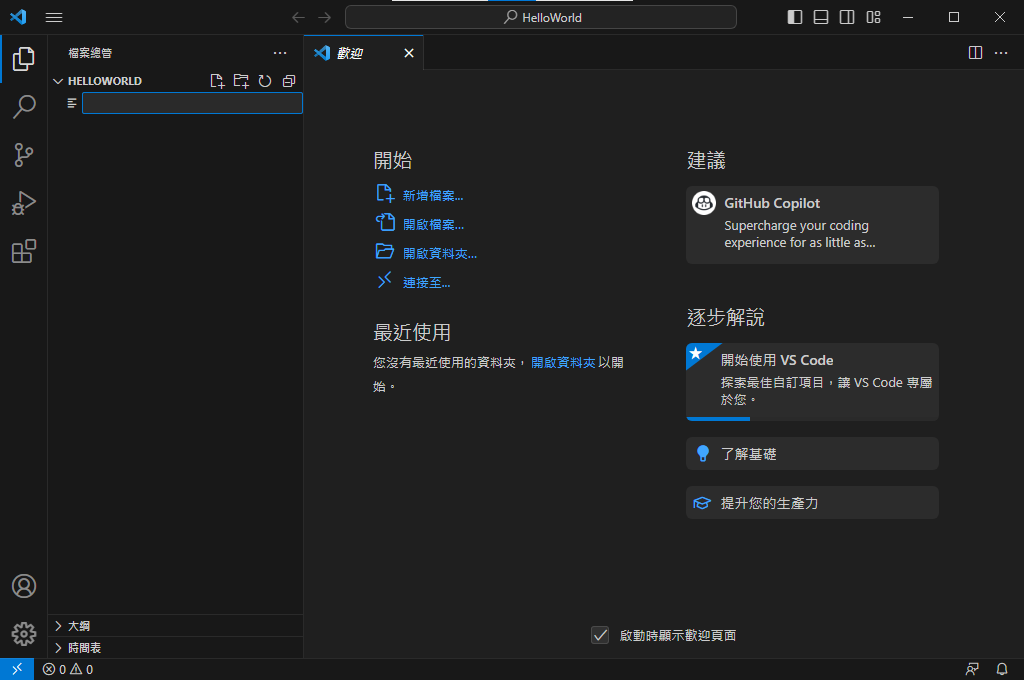 HelloWorld
檔案總管
歡迎
HELLOWORLD
開始
新增檔案...
開啟檔案...
開啟資料夾...
連接至...
最近使用
您沒有最近使用的資料夾，開啟資料夾以開
始。
建議
GitHub Copilot
Supercharge your coding
experience for as little as...
逐步解說
開始使用 VS Code
探索最佳自訂項目，讓 VS Code 專屬
於您。
了解基礎
提升您的生產力
大綱
時間表
啟動時顯示歡迎頁面
0 0